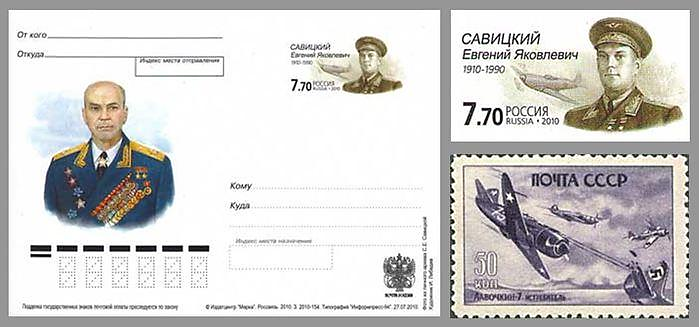 От кого
Откуда
Индекс места отправления
САВИЦКИЙ
Евгений Яковлевич
1910-1990
7.70 РОССИЯ
RUSSIA • 2010
Кому
Куда
Индекс места назначения
Подделка государственных знаков почтовой оплаты преследуется по закону
© Издатцентр "Марка". Россвязь. 2010. З. 2010-154. Типография "Информпресс-94". 27.07.2010.
Фото из личного архива С.Е. Савицкой
Художник И. Лебедев
ПОЧТА РОССИИ
САВИЦКИЙ
Евгений Яковлевич
1910-1990
7.70 РОССИЯ
RUSSIA • 2010
ПОЧТА СССР
50
коп
ЛАВОЧКИН-7 ИСТРЕБИТЕЛЬ